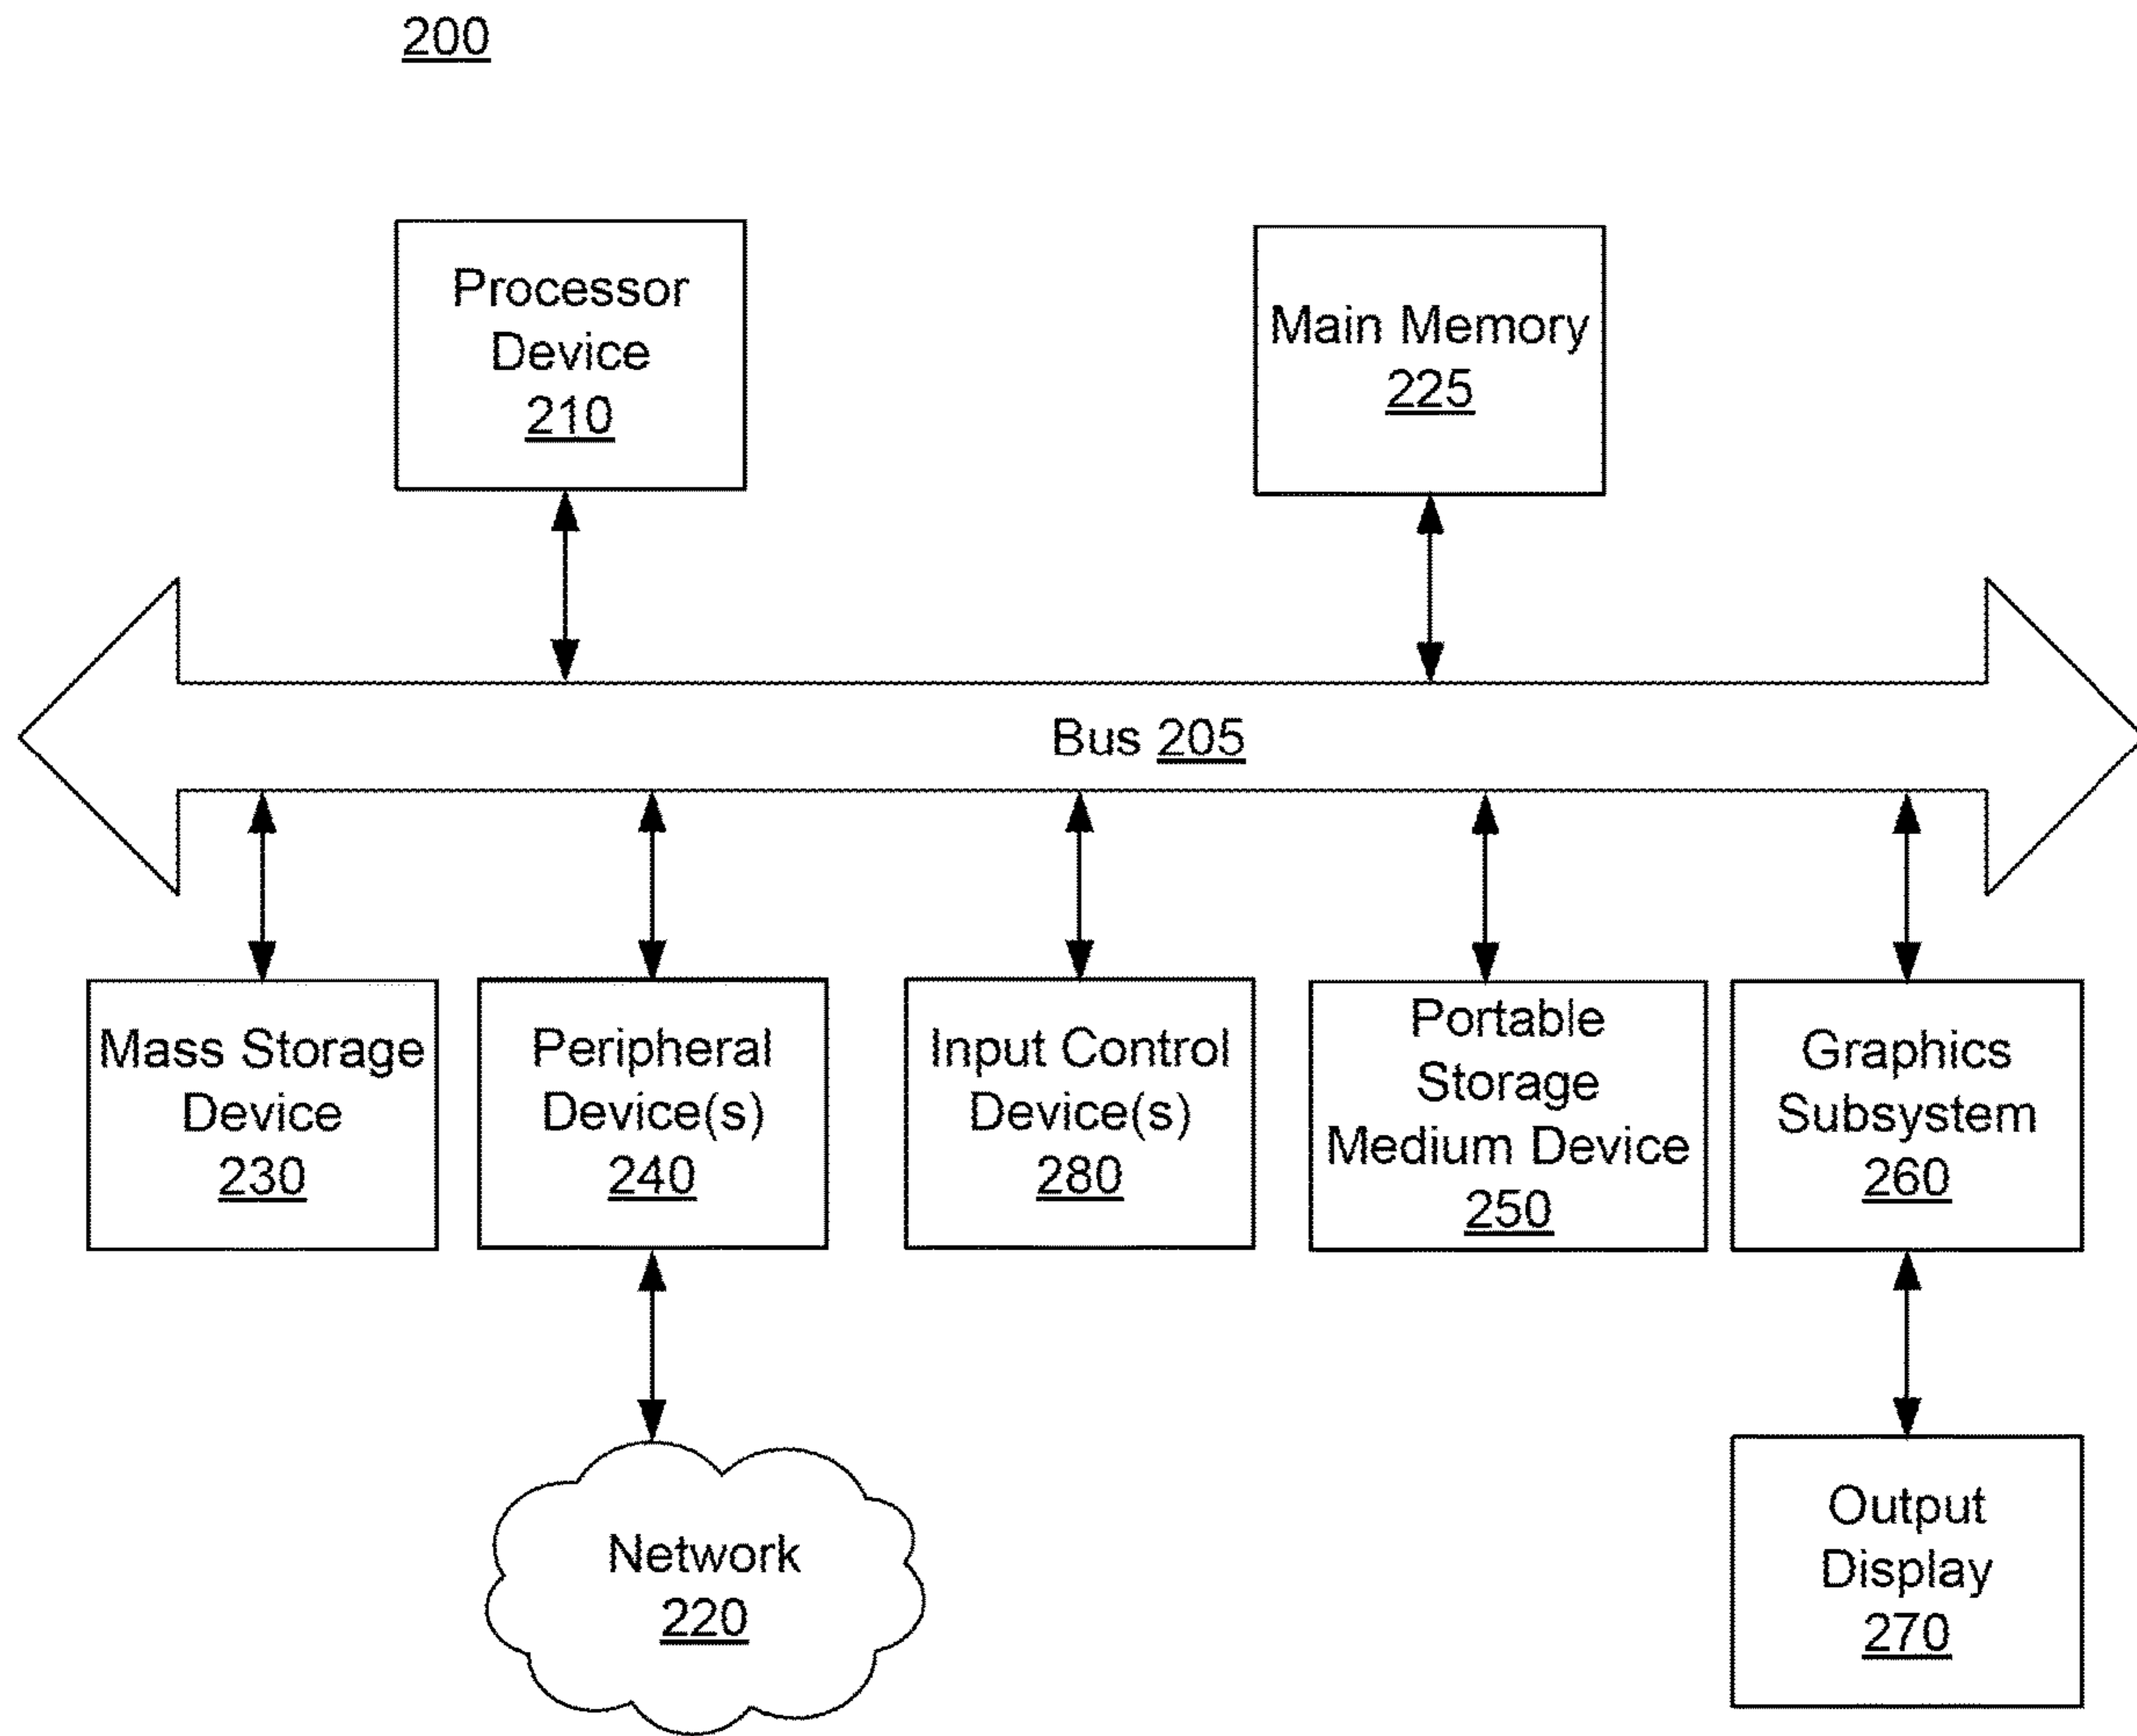 200
Processor
Device
210
Main Memory
225
Bus 205
Mass Storage
Device
230
Peripheral
Device(s)
240
Input Control
Device(s)
280
Portable
Storage
Medium Device
250
Graphics
Subsystem
260
Network
220
Output
Display
270